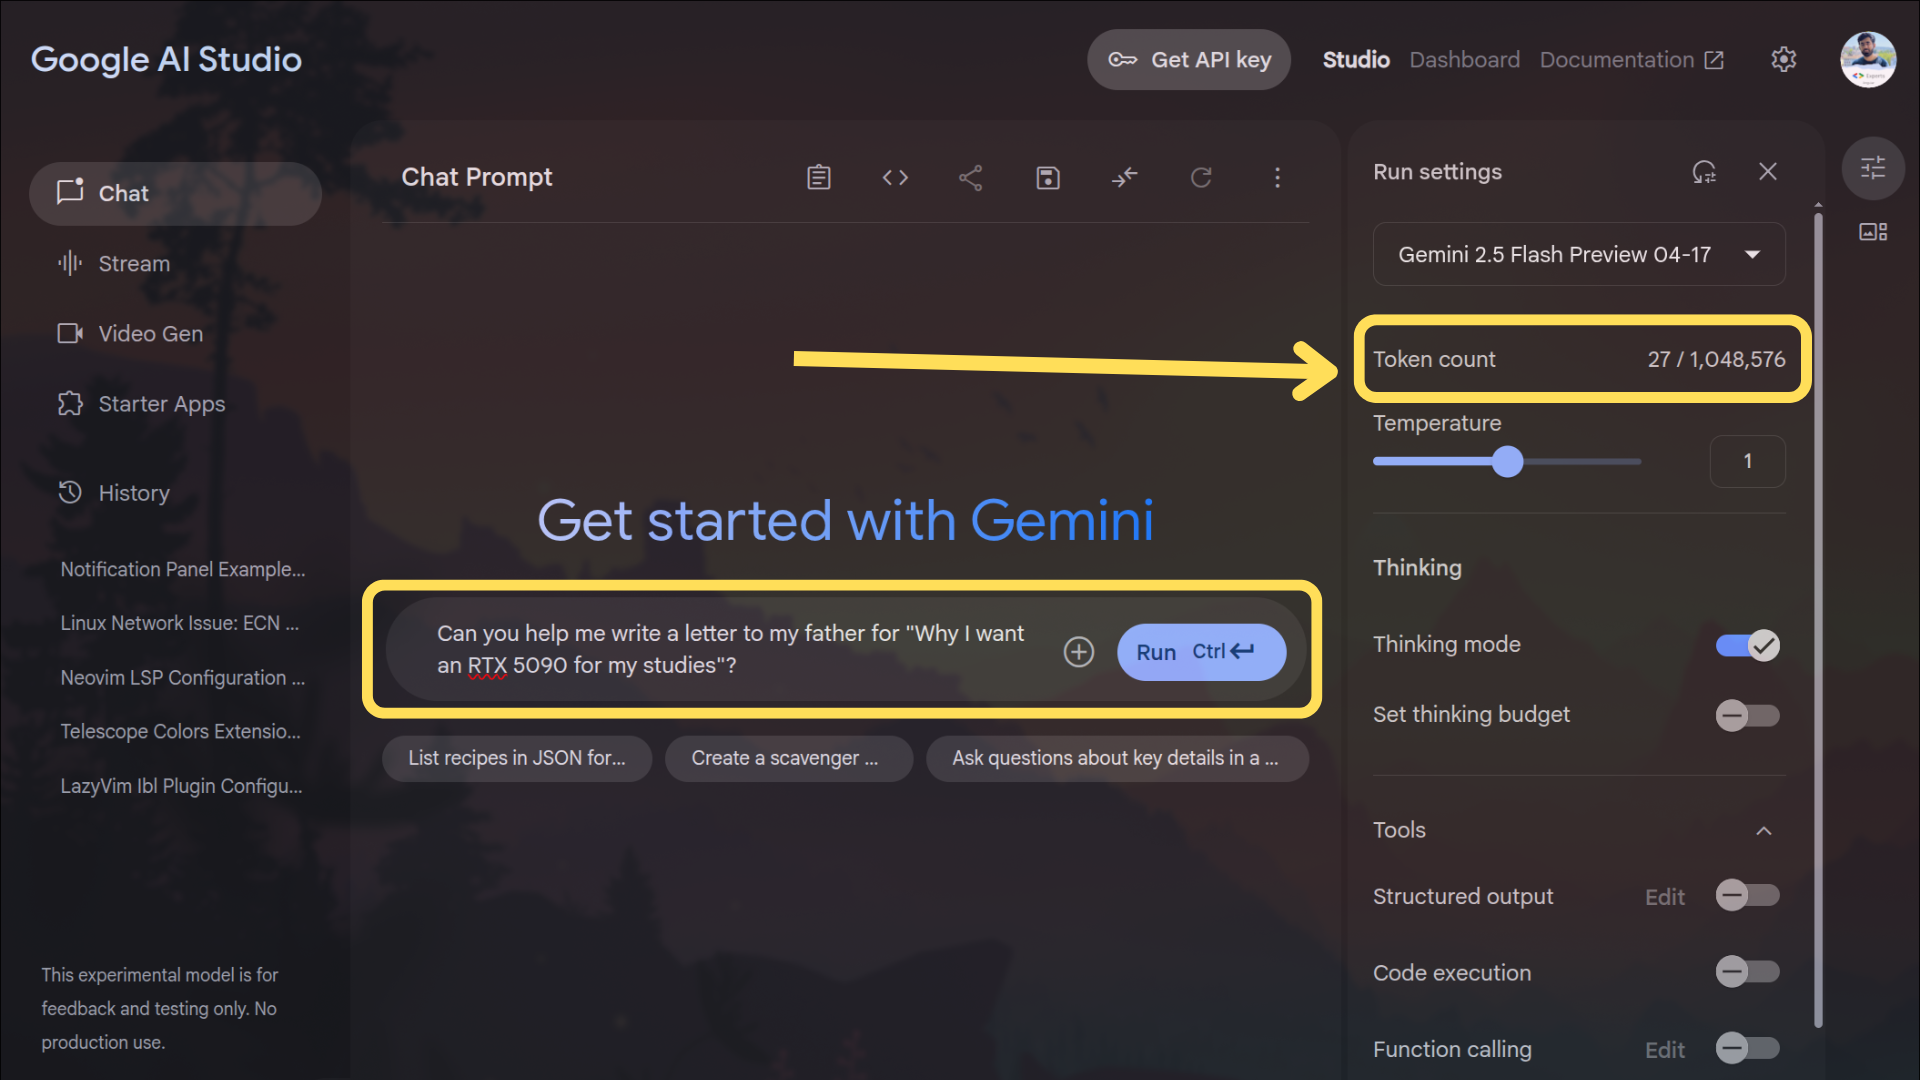 Google AI Studio
Get API key
Studio
Dashboard
Documentation
Chat
Stream
Video Gen
Starter Apps
History
Notification Panel Example...
Linux Network Issue: ECN ...
Neovim LSP Configuration ...
Telescope Colors Extensio...
LazyVim Ibl Plugin Configu...
This experimental model is for
feedback and testing only. No
production use.
Chat Prompt
Get started with Gemini
Can you help me write a letter to my father for "Why I want
an RTX 5090 for my studies"?
Run Ctrl
List recipes in JSON for...
Create a scavenger ...
Ask questions about key details in a ...
Run settings
Gemini 2.5 Flash Preview 04-17
Token count 27 / 1,048,576
Temperature
1
Thinking
Thinking mode
Set thinking budget
Tools
Structured output Edit
Code execution
Function calling Edit